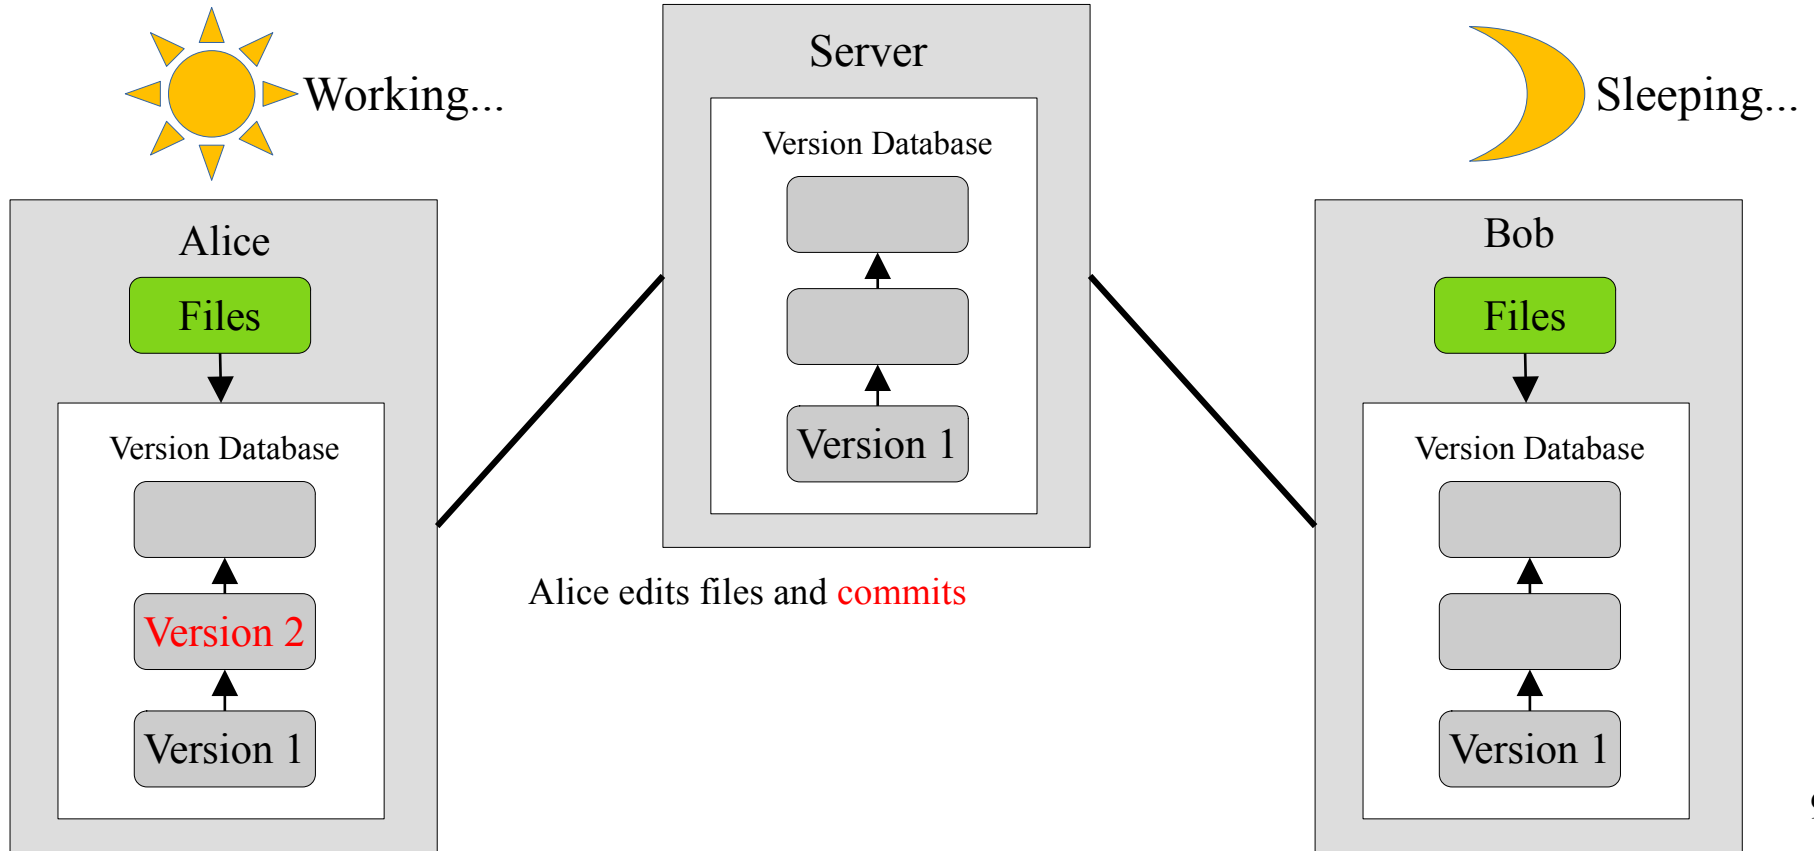 Working...
Server
Sleeping...
Version Database
Version 1
Alice
Files
Version Database
Version 2
Version 1
Bob
Files
Version Database
Version 1
Alice edits files and commits